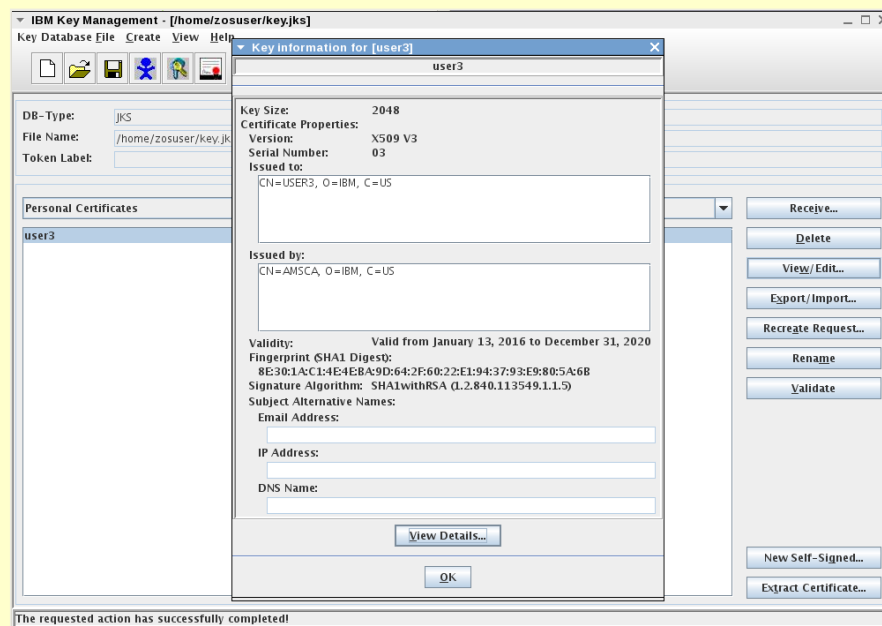 IBM Key Management - [/home/zosuser/key.jks]
Key Database File Create View Help
DB-Type: JKS
File Name: /home/zosuser/key.jk
Token Label:
Personal Certificates
user3
Key information for [user3]
user3
Key Size: 2048
Certificate Properties:
Version: X509 V3
Serial Number: 03
Issued to:
CN=USER3, O=IBM, C=US
Issued by:
CN=AMSCA, O=IBM, C=US
Validity: Valid from January 13, 2016 to December 31, 2020
Fingerprint (SHA1 Digest):
8E:30:1A:C1:4E:4E:BA:9D:64:2F:60:22:E1:94:37:93:E9:80:5A:6B
Signature Algorithm: SHA1withRSA (1.2.840.113549.1.1.5)
Subject Alternative Names:
Email Address:
IP Address:
DNS Name:
View Details...
OK
Receive...
Delete
View/Edit...
Export/Import...
Recreate Request...
Rename
Validate
New Self-Signed...
Extract Certificate...
The requested action has successfully completed!